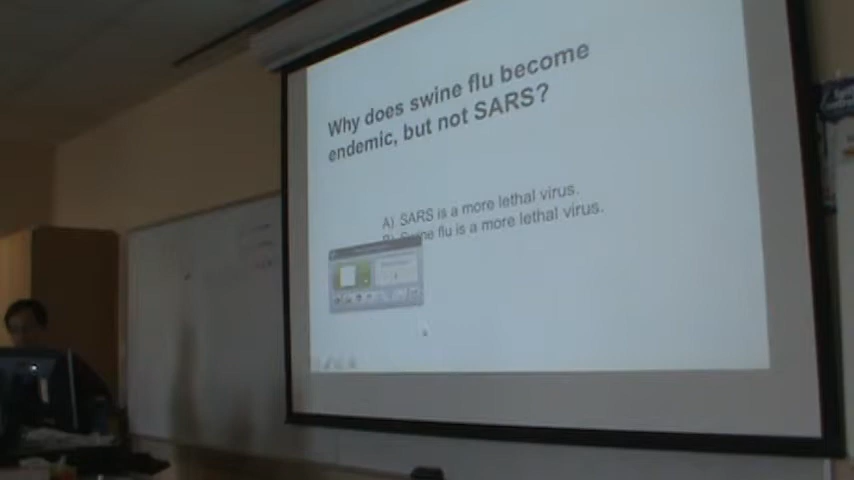 Why does swine flu become
endemic, but not SARS?
A) SARS is a more lethal virus.
flu is a more lethal virus.